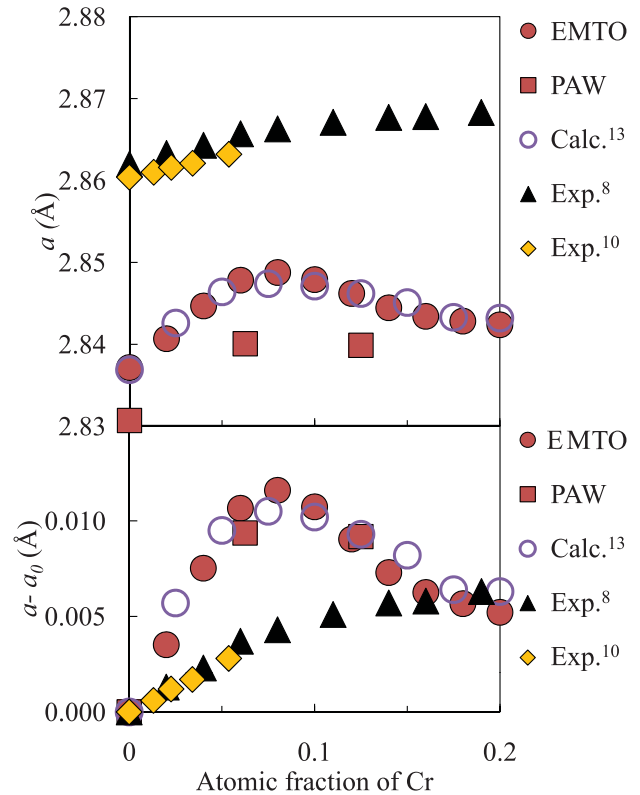 2.88
2.87
2.86
2.85
2.84
2.83
a (Å)
EMTO
PAW
Calc.¹³
Exp.⁸
Exp.¹⁰
0.010
0.005
0.000
a- a₀ (Å)
EMTO
PAW
Calc.¹³
Exp.⁸
Exp.¹⁰
0 0.1 0.2
Atomic fraction of Cr